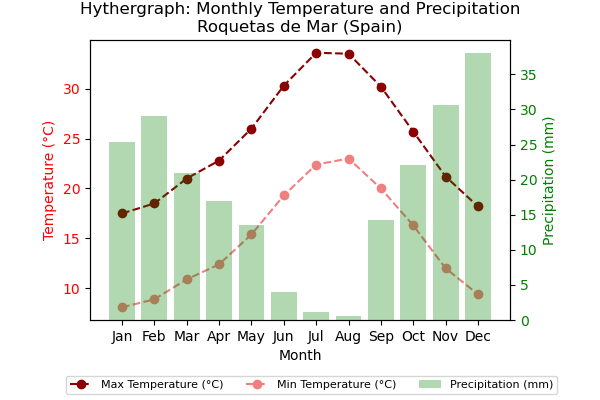 Hythergraph: Monthly Temperature and Precipitation
Roquetas de Mar (Spain)
30
25
20
15
10
Temperature (°C)
35
30
25
20
15
10
5
0
Precipitation (mm)
Jan Feb Mar Apr May Jun Jul Aug Sep Oct Nov Dec
Month
Max Temperature (°C) Min Temperature (°C) Precipitation (mm)